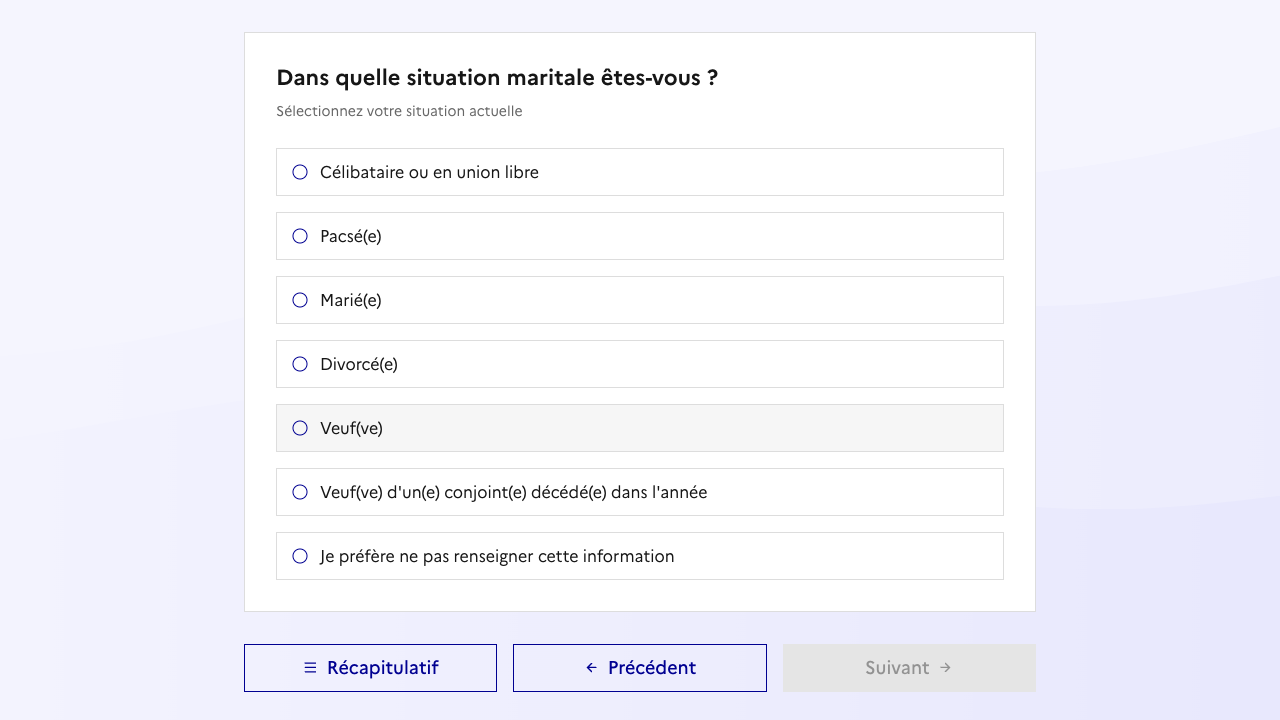 Dans quelle situation maritale êtes-vous ?
Sélectionnez votre situation actuelle
Célibataire ou en union libre
Pacsé(e)
Marié(e)
Divorcé(e)
Veuf(ve)
Veuf(ve) d'un(e) conjoint(e) décédé(e) dans l'année
Je préfère ne pas renseigner cette information
Récapitulatif
Précédent
Suivant